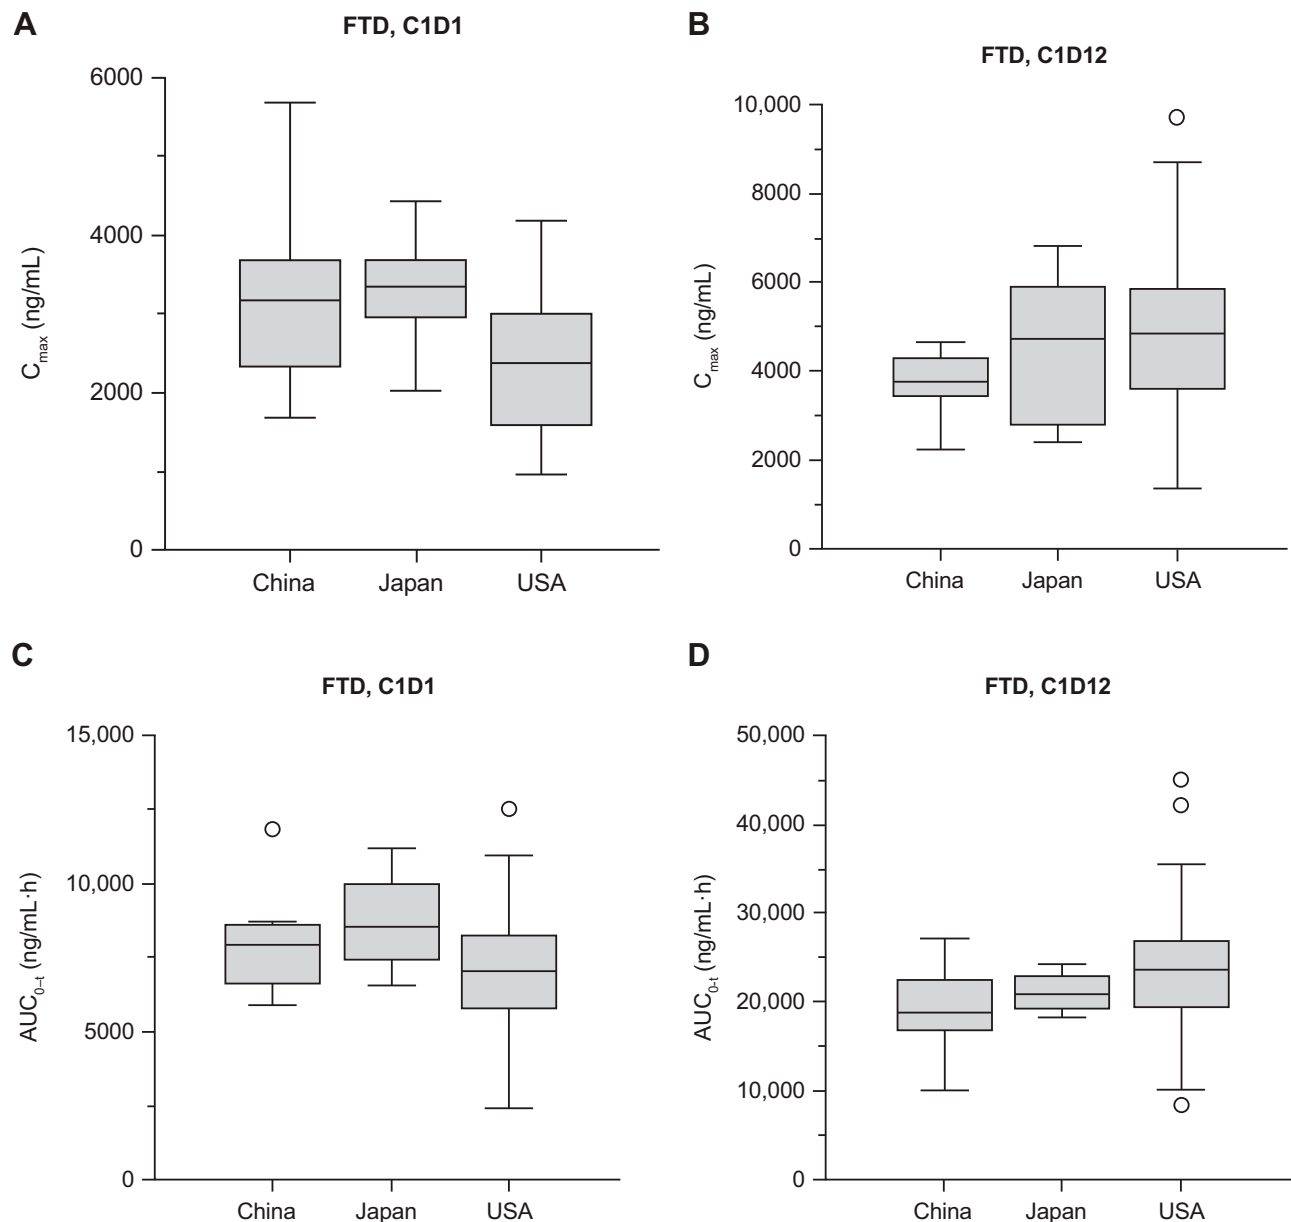 A
FTD, C1D1
6000
4000
2000
0
Cmax (ng/mL)
China Japan USA
B
FTD, C1D12
10,000
8000
6000
4000
2000
0
Cmax (ng/mL)
China Japan USA
C
FTD, C1D1
15,000
10,000
5000
0
AUC0–t (ng/mL·h)
China Japan USA
D
FTD, C1D12
50,000
40,000
30,000
20,000
10,000
0
AUC0-t (ng/mL·h)
China Japan USA